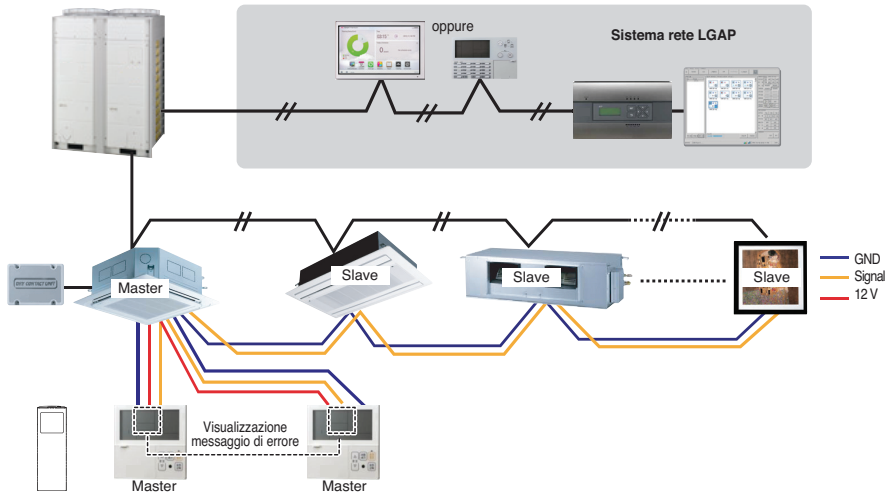 oppure
Sistema rete LGAP
Master
Slave
Slave
Slave
GND
Signal
12 V
Visualizzazione
messaggio di errore
Master
Master